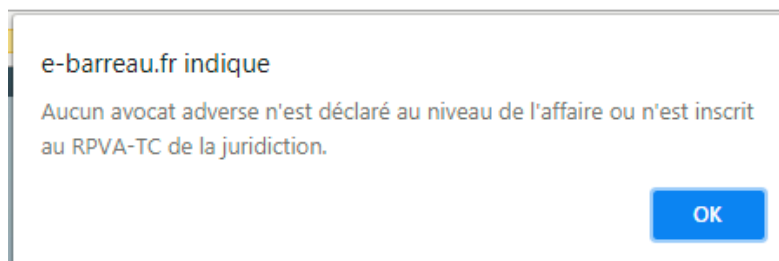 e-barreau.fr indique
Aucun avocat adverse n'est déclaré au niveau de l'affaire ou n'est inscrit
au RPVA-TC de la juridiction.
OK